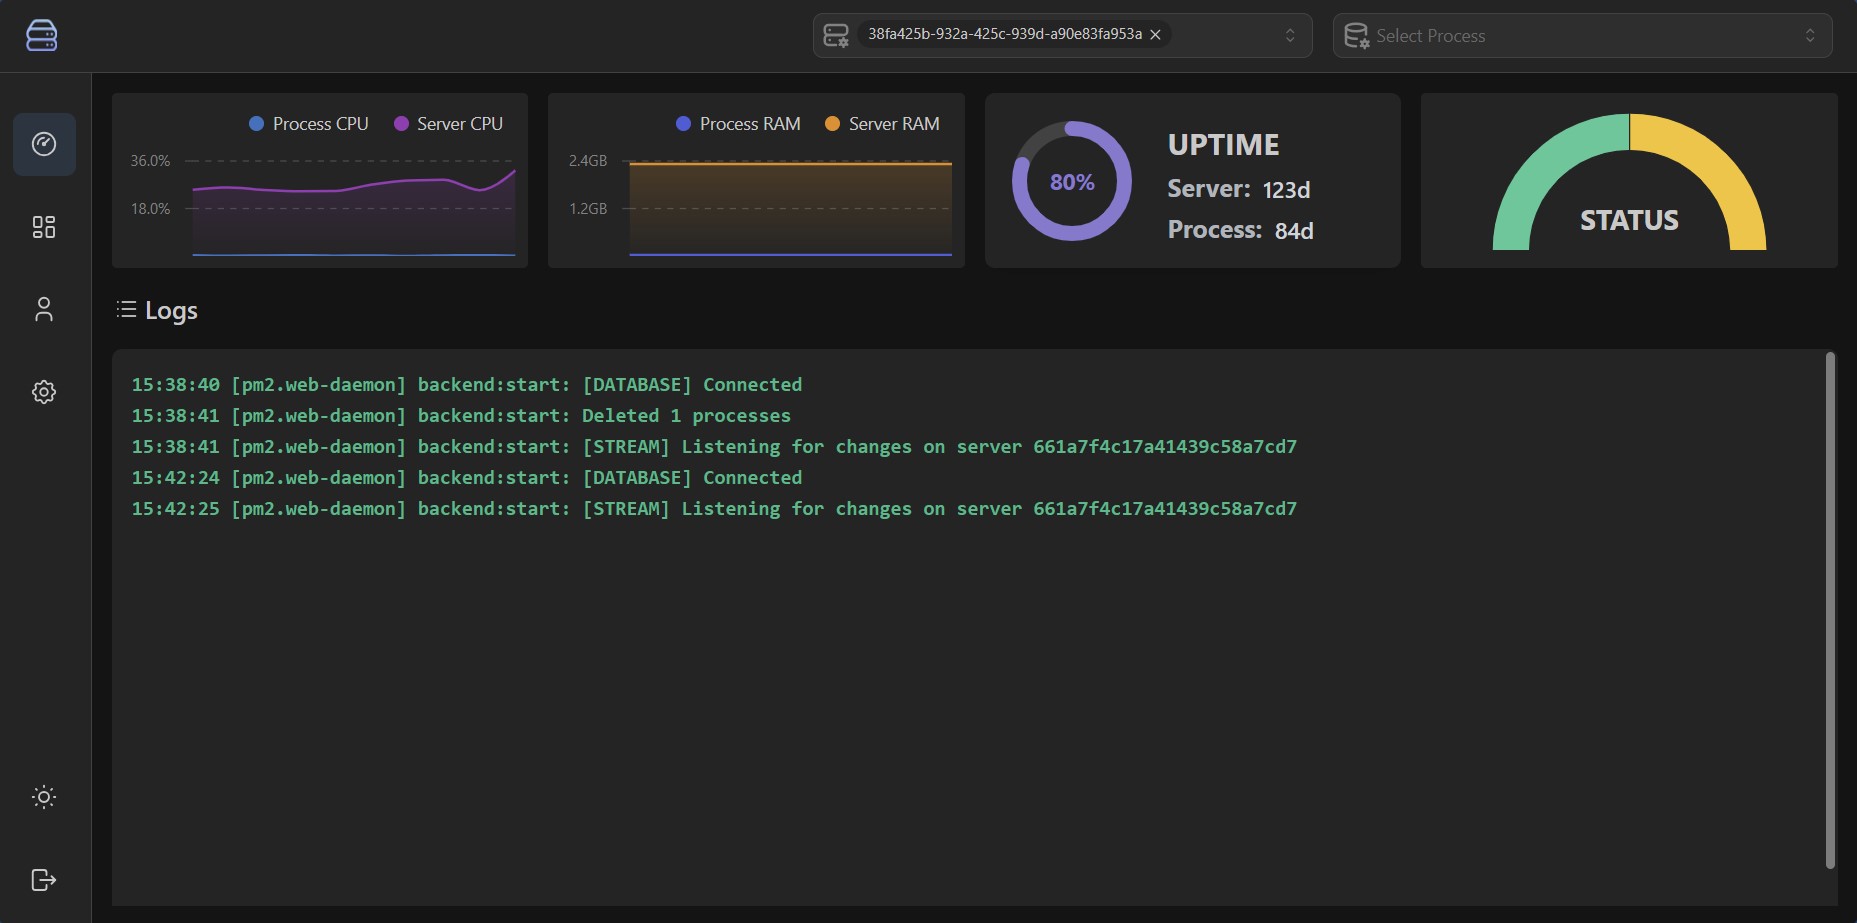 38fa425b-932a-425c-939d-a90e83fa953a
Select Process
Process CPU Server CPU
36.0%
18.0%
Process RAM Server RAM
2.4GB
1.2GB
80%
UPTIME
Server: 123d
Process: 84d
STATUS
Logs
15:38:40 [pm2.web-daemon] backend:start: [DATABASE] Connected
15:38:41 [pm2.web-daemon] backend:start: Deleted 1 processes
15:38:41 [pm2.web-daemon] backend:start: [STREAM] Listening for changes on server 661a7f4c17a41439c58a7cd7
15:42:24 [pm2.web-daemon] backend:start: [DATABASE] Connected
15:42:25 [pm2.web-daemon] backend:start: [STREAM] Listening for changes on server 661a7f4c17a41439c58a7cd7